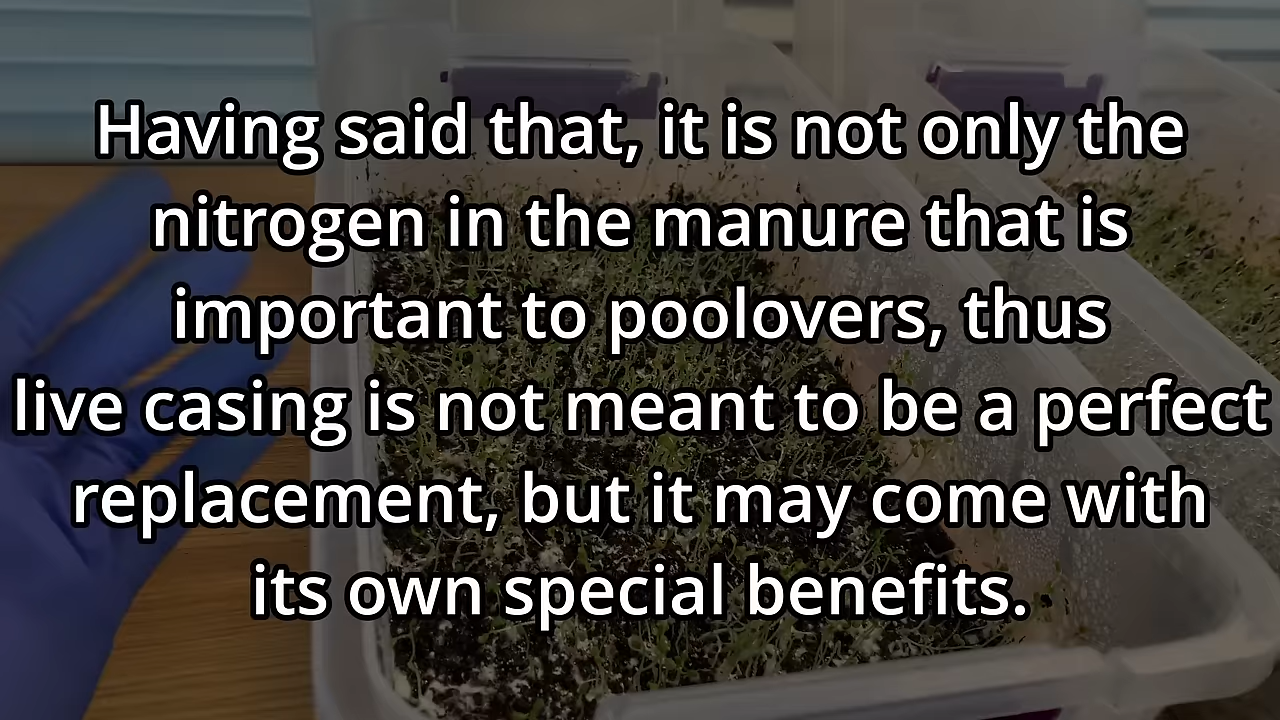 Having said that, it is not only the
nitrogen in the manure that is
important to poolovers, thus
live casing is not meant to be a perfect
replacement, but it may come with
its own special benefits.